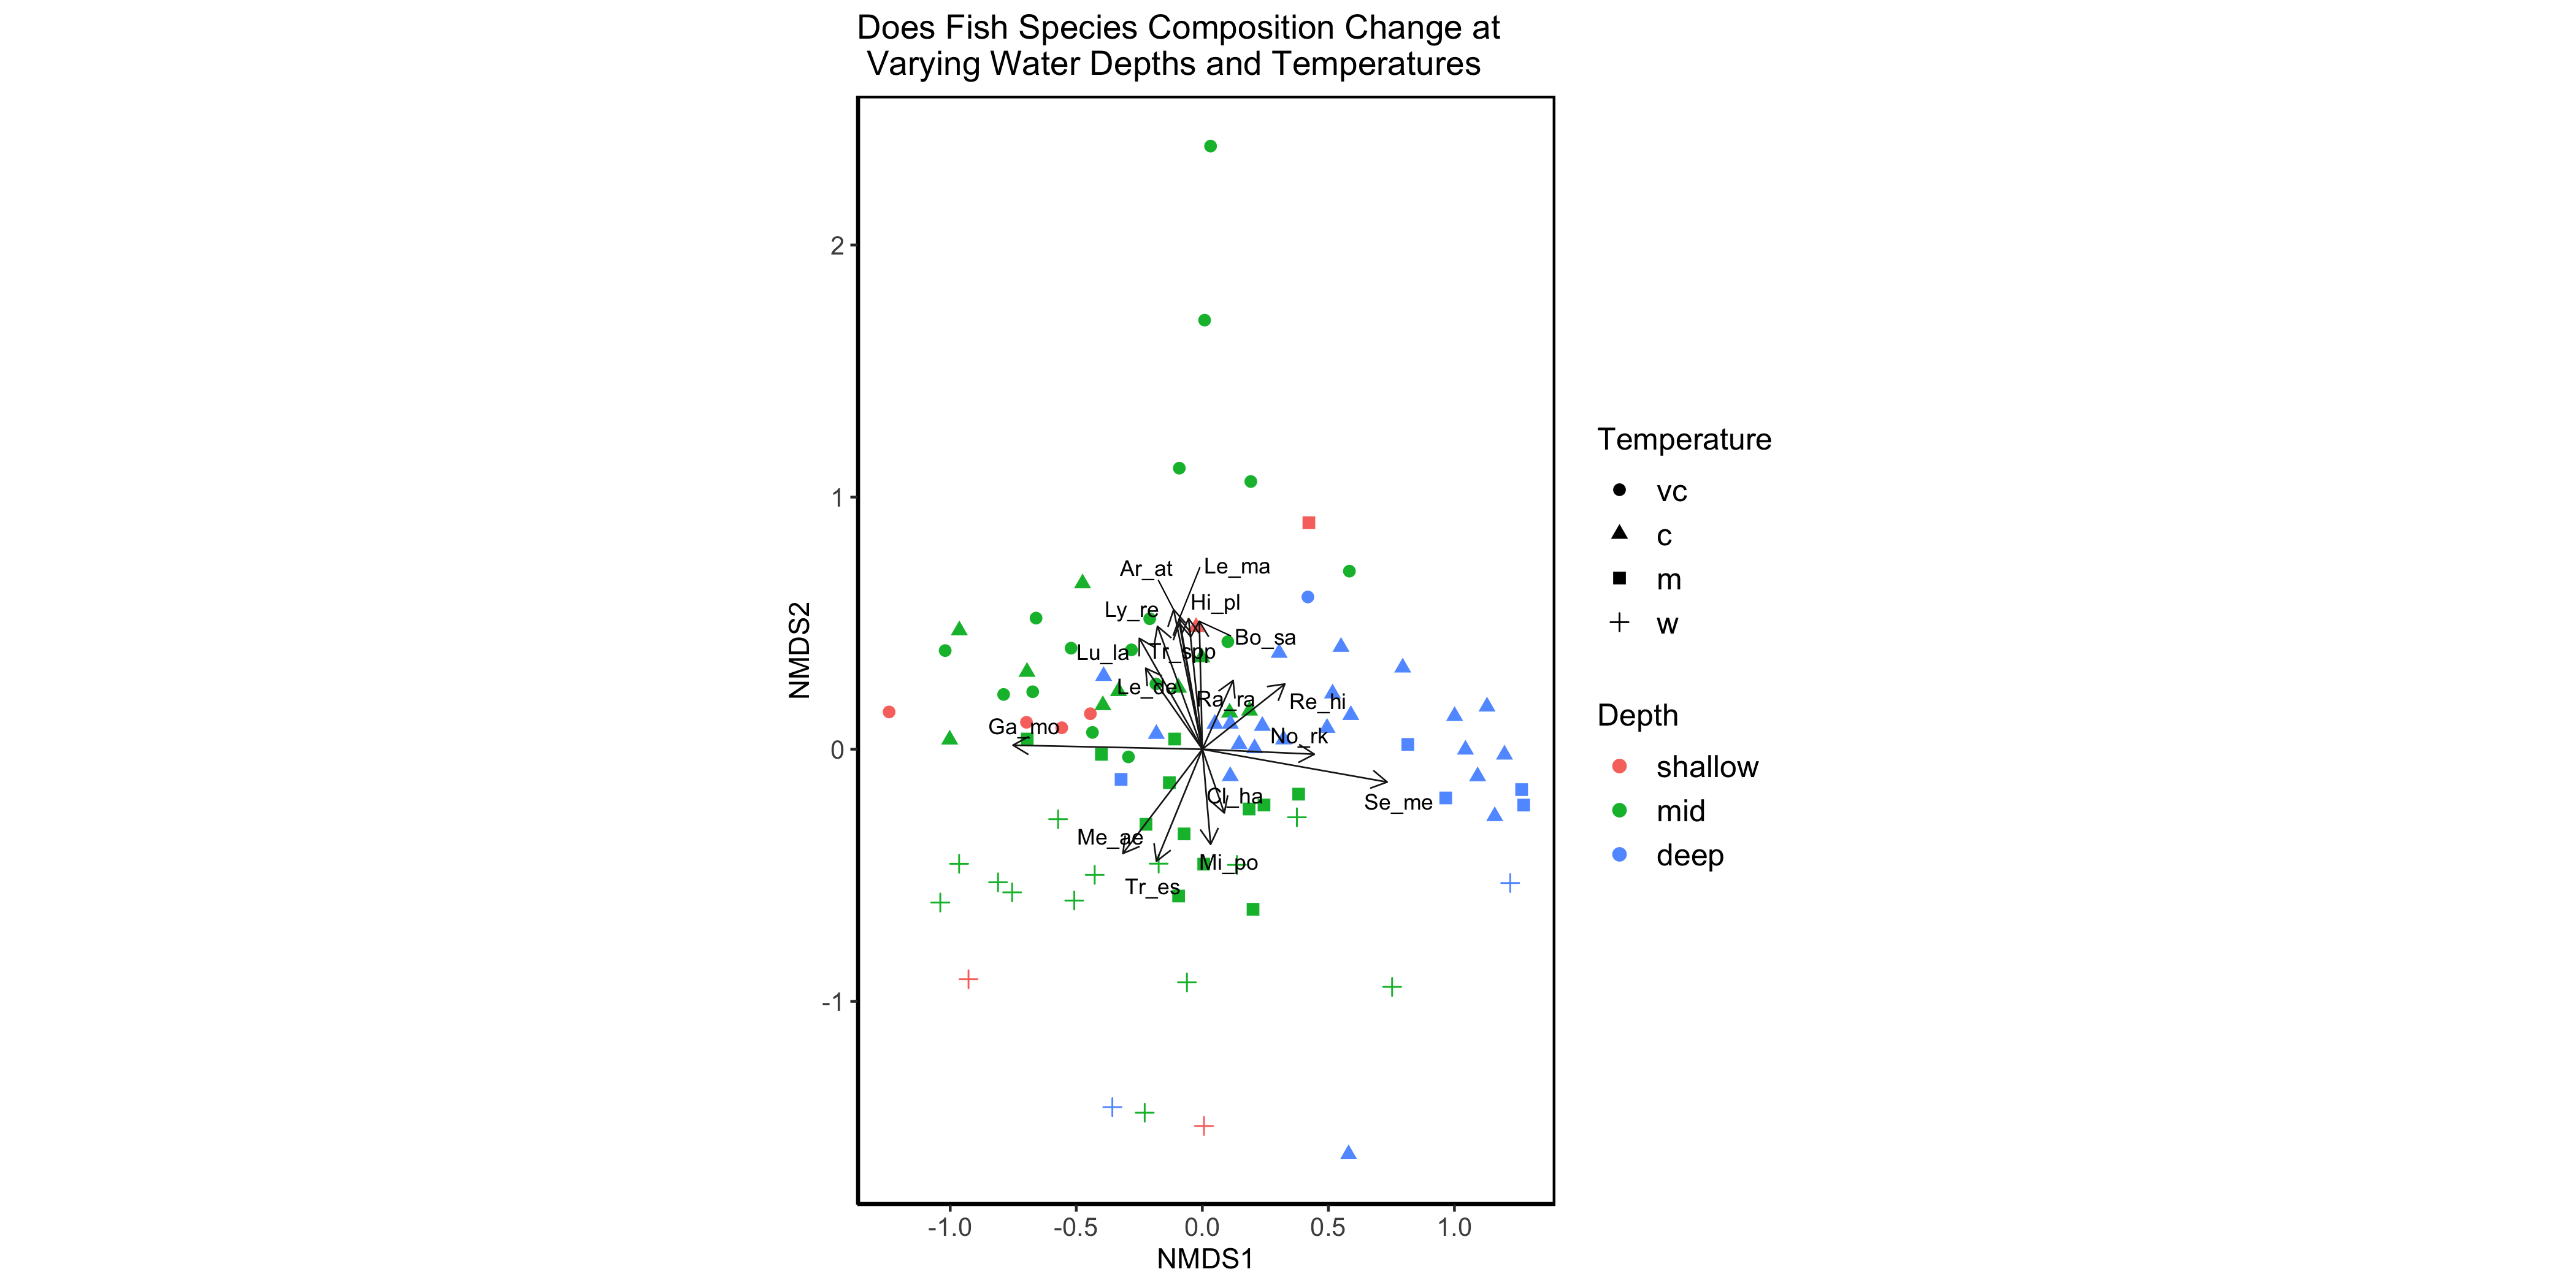 Does Fish Species Composition Change at
Varying Water Depths and Temperatures
NMDS2
2
1
0
-1
Ar_at
Le_ma
Ly_re
Hi_pl
Bo_sa
Lu_la
Tr_spp
Le_de
Ra_ra
Re_hi
Ga_mo
No_rk
Cl_ha
Se_me
Me_ae
Mi_po
Tr_es
-1.0
-0.5
0.0
0.5
1.0
NMDS1
Temperature
vc
c
m
w
Depth
shallow
mid
deep